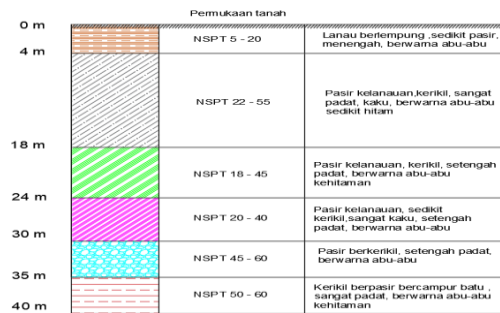 Permukaan tanah
0 m
NSPT 5 - 20
Lanau berlempung ,sedikit pasir,
menengah, berwarna abu-abu
4 m
NSPT 22 - 55
Pasir kelanauan,kerikil, sangat
padat, kaku, berwarna abu-abu
sedikit hitam
18 m
NSPT 18 - 45
Pasir kelanauan, kerikil, setengah
padat, berwarna abu-abu
kehitaman
24 m
NSPT 20 - 40
Pasir kelanauan, sedikit
kerikil,sangat kaku, setengah
padat, berwarna abu-abu
30 m
NSPT 45 - 60
Pasir berkerikil, setengah padat,
berwarna abu-abu
35 m
NSPT 50 - 60
Kerikil berpasir bercampur batu ,
sangat padat, berwarna abu-abu
kehitaman
40 m